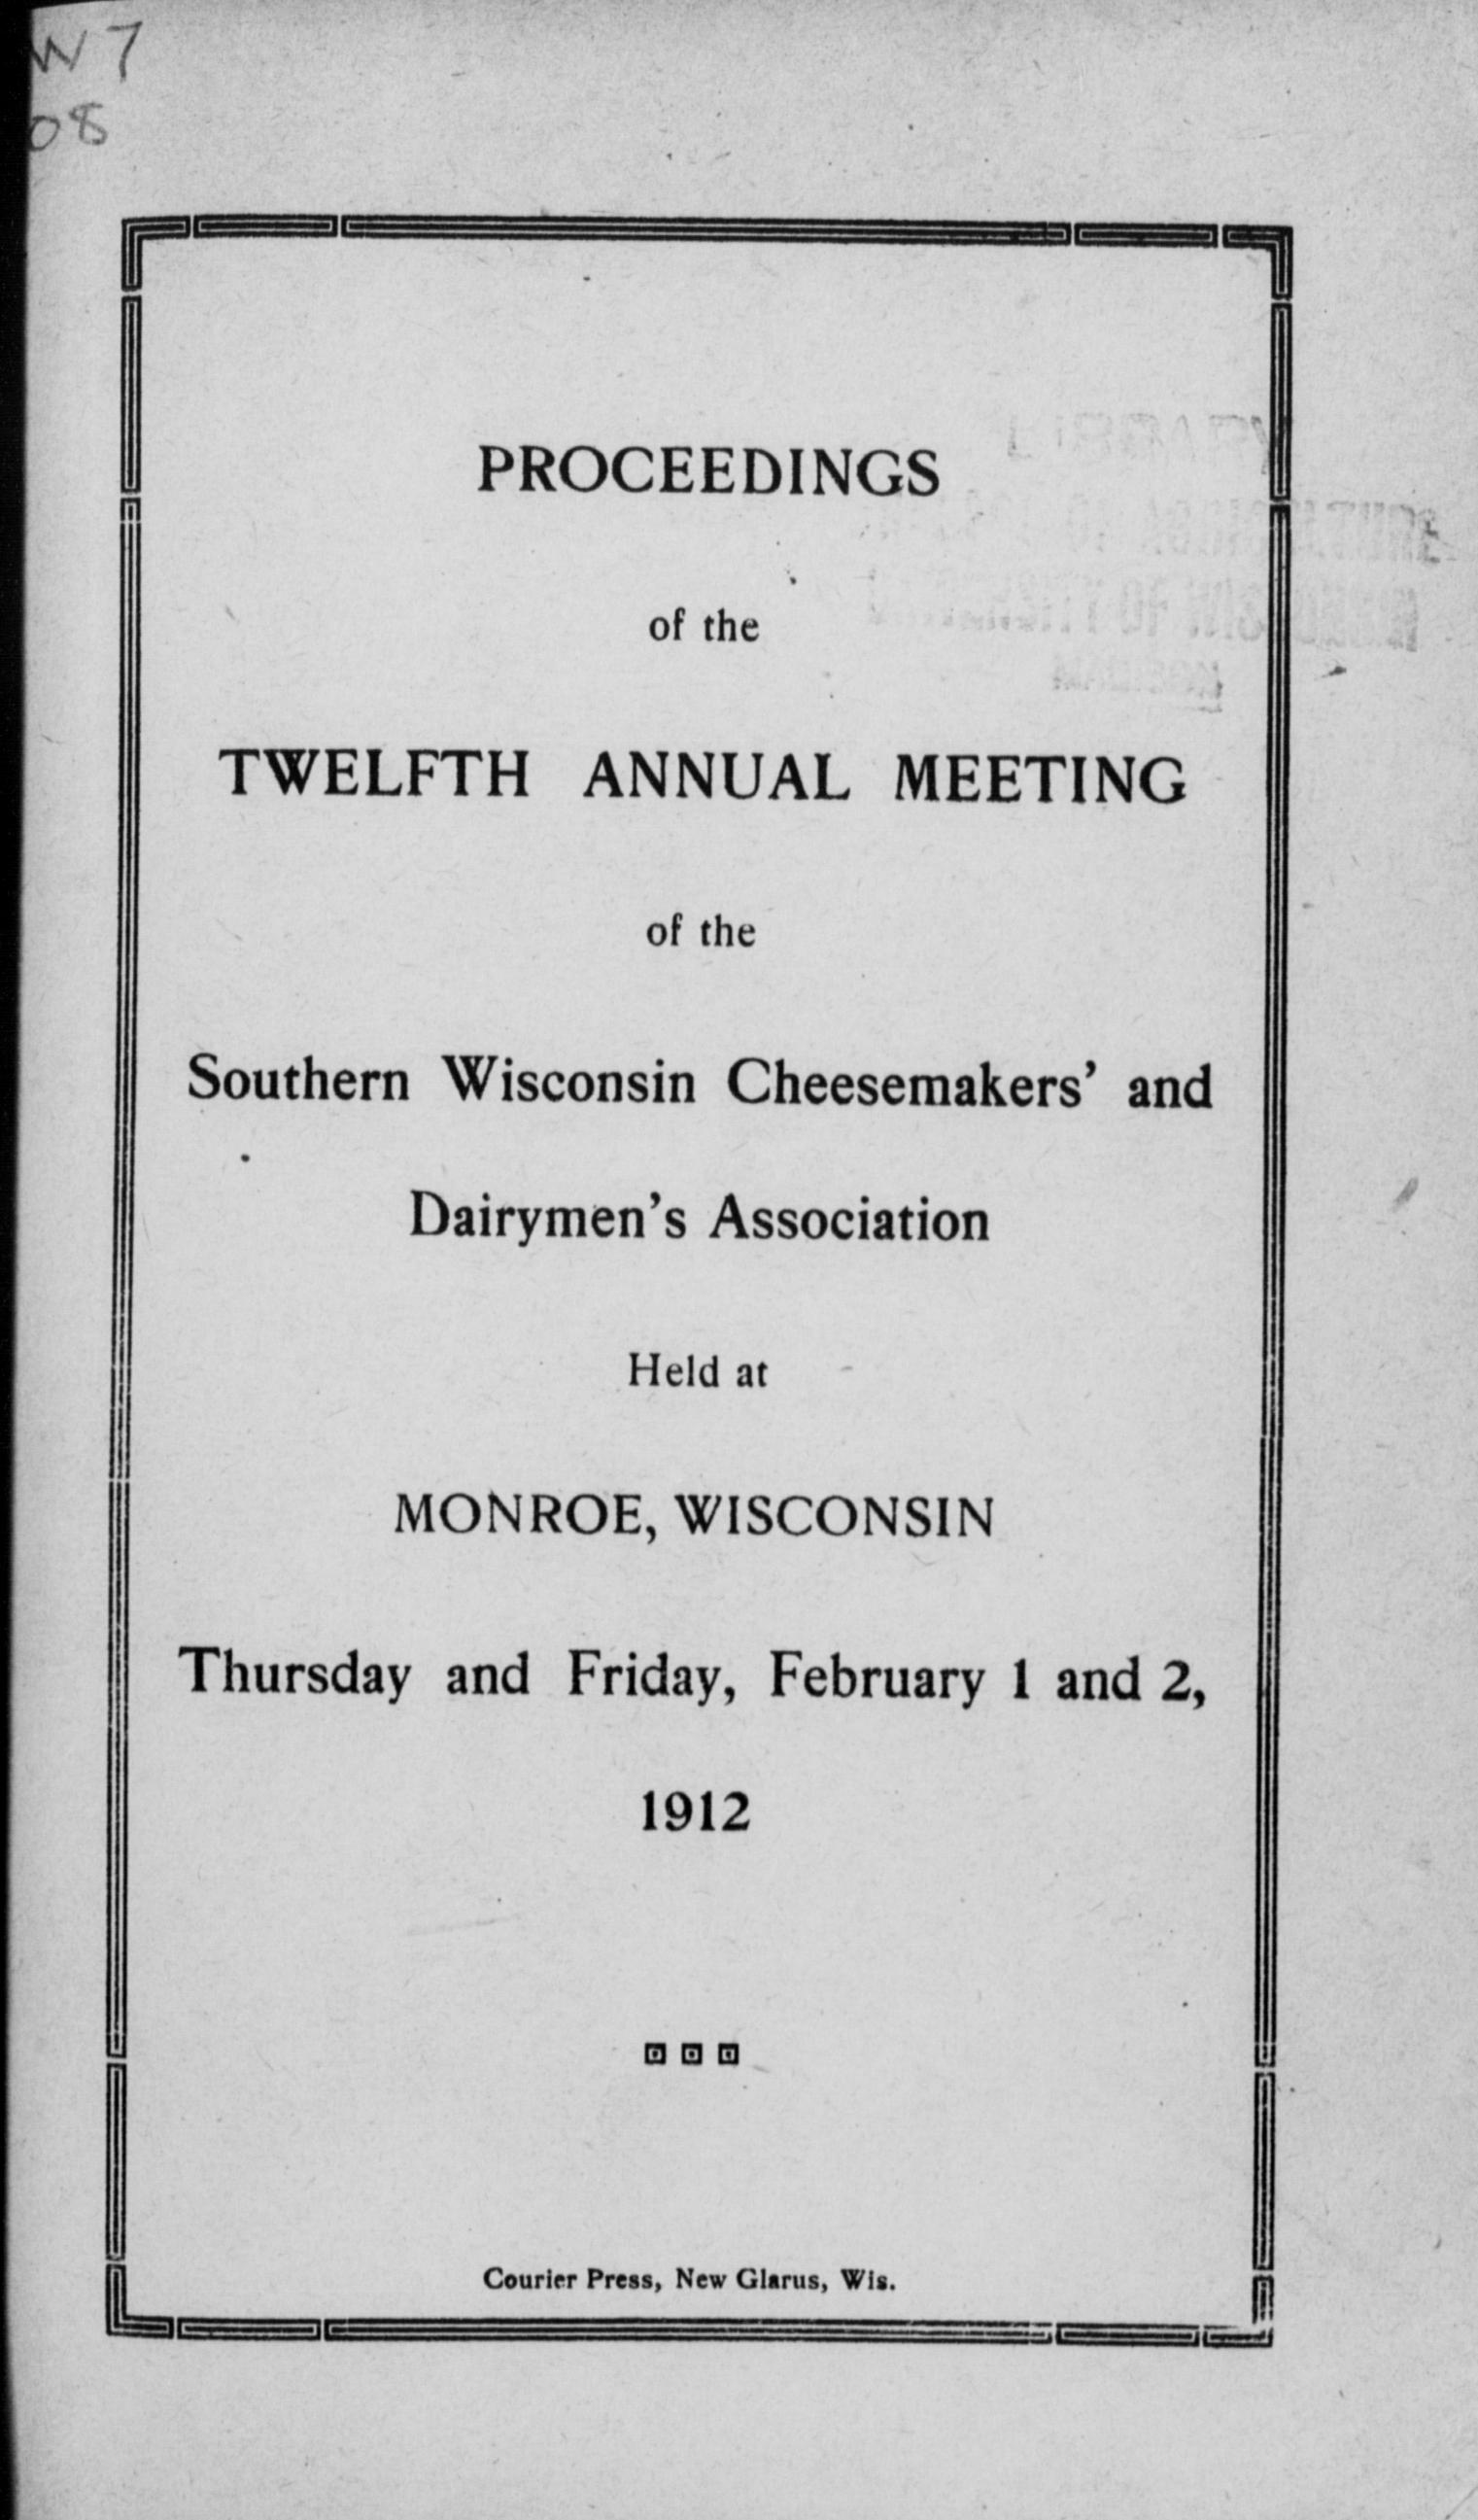 W7
08
PROCEEDINGS
of the
TWELFTH ANNUAL MEETING
of the
Southern Wisconsin Cheesemakers' and
Dairymen's Association
Held at
MONROE, WISCONSIN
Thursday and Friday, February 1 and 2,
1912
Courier Press, New Glarus, Wis.